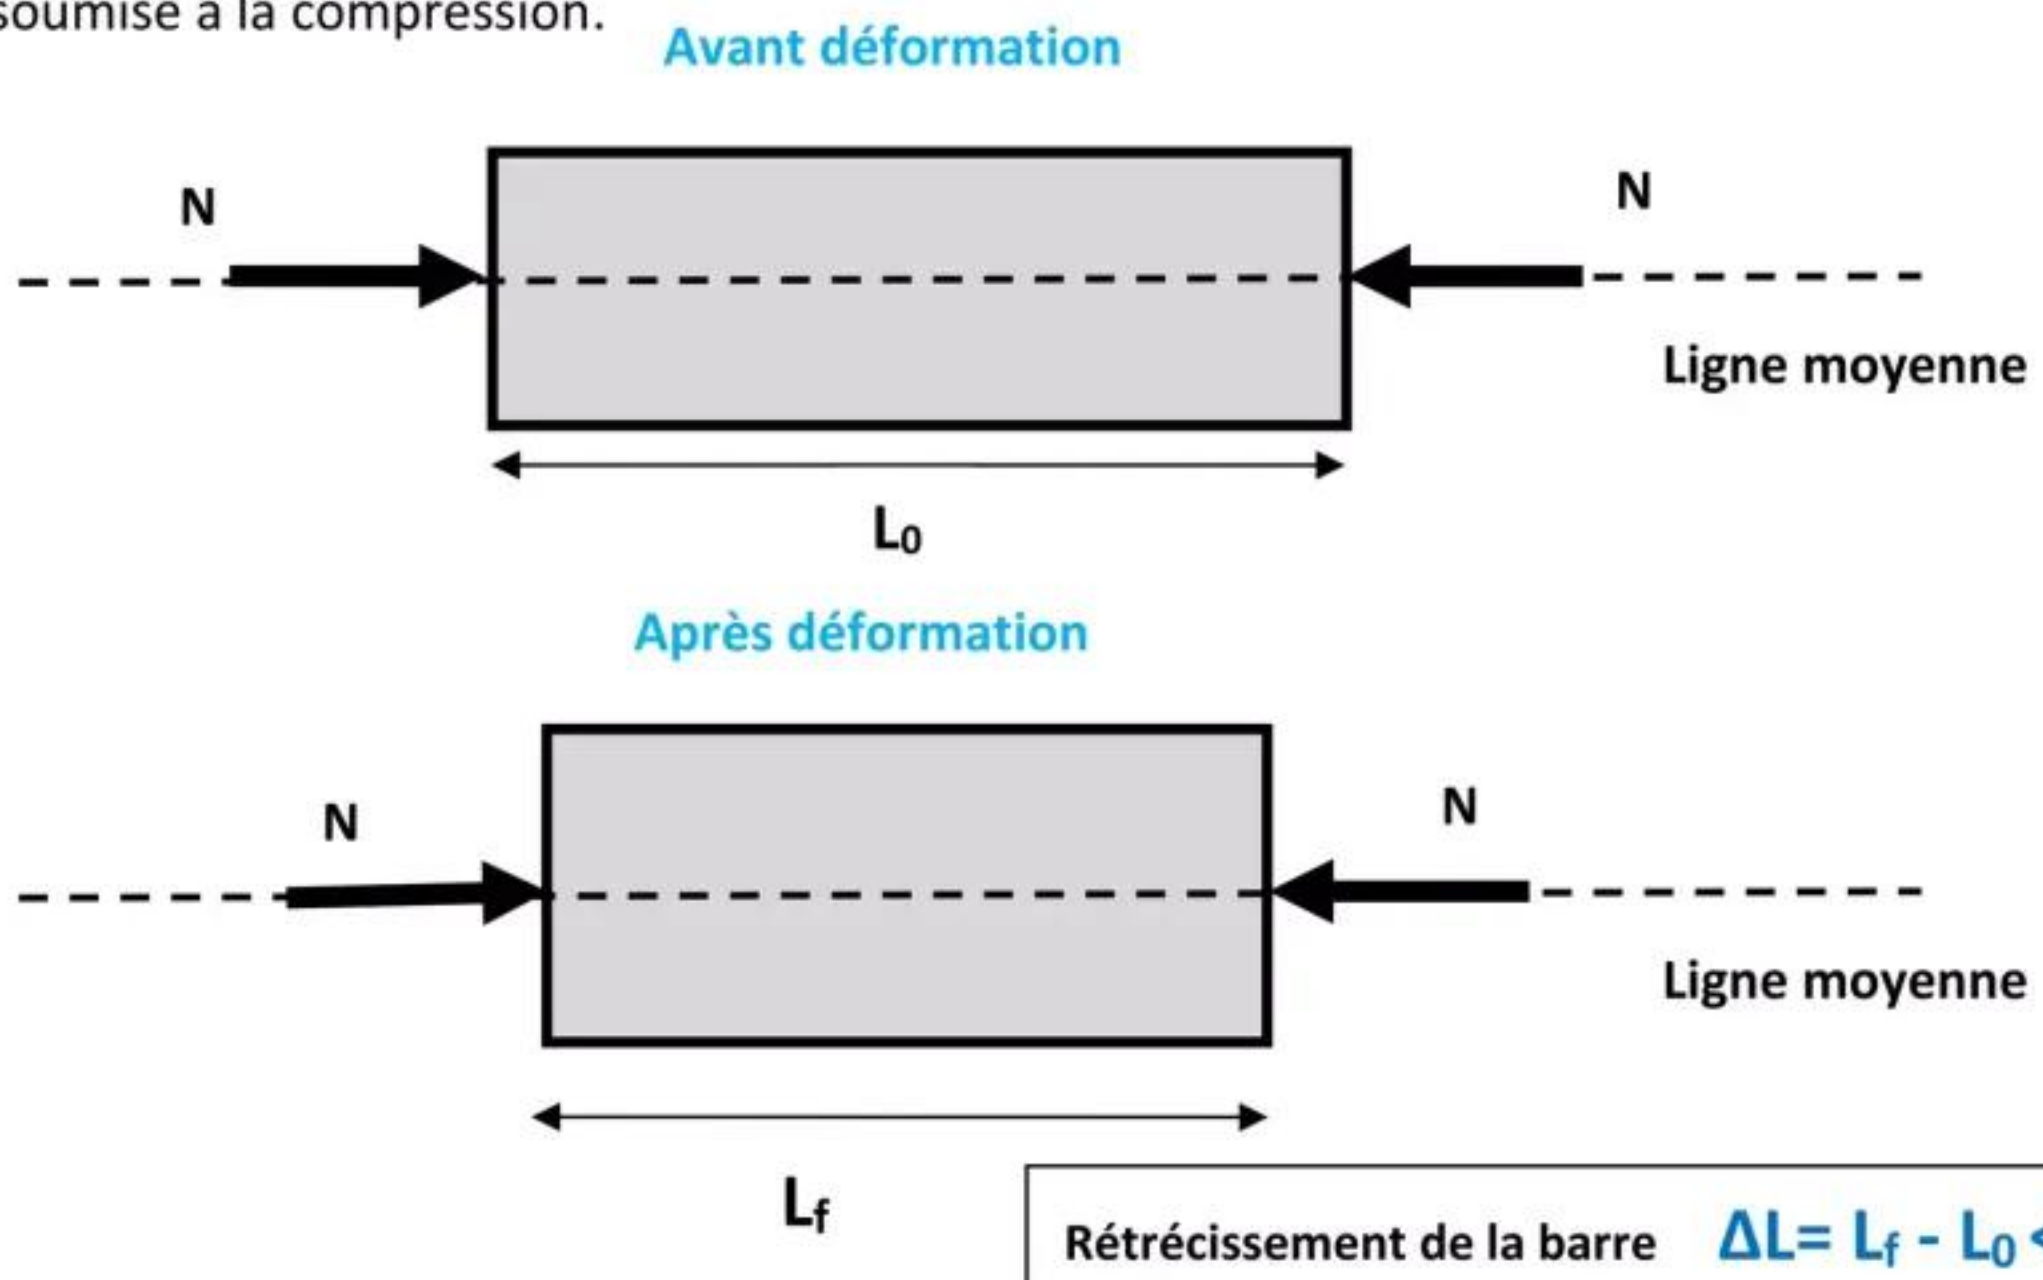 soumise à la compression.
Avant déformation
N
N
Ligne moyenne
L₀
Après déformation
N
N
Ligne moyenne
Lf
Rétrécissement de la barre ΔL= Lf - L₀ <